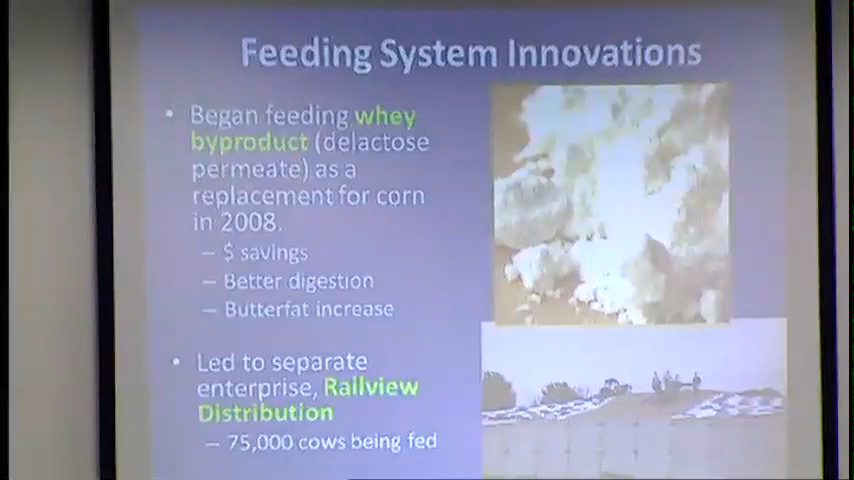 Feeding System Innovations
• Began feeding whey
byproduct (delactose
permeate) as a
replacement for corn
in 2008.
– $ savings
– Better digestion
– Butterfat increase
• Led to separate
enterprise, Railview
Distribution
– 75,000 cows being fed